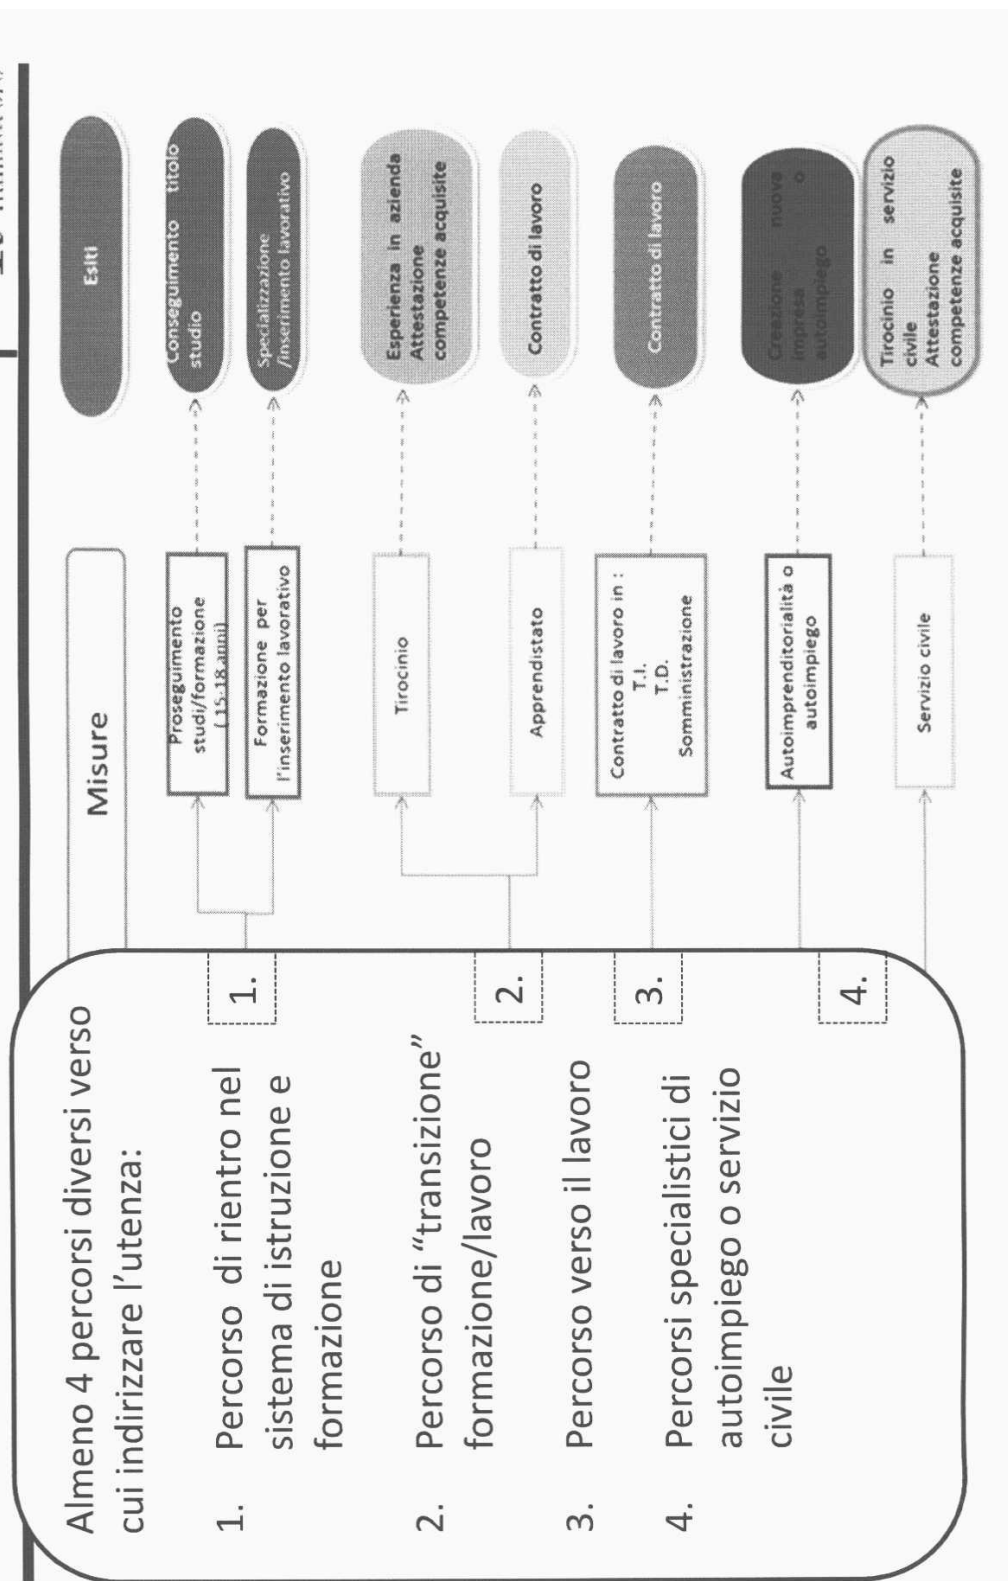 Almeno 4 percorsi diversi verso
cui indirizzare l'utenza:
1. Percorso di rientro nel
sistema di istruzione e
formazione
2. Percorso di "transizione"
formazione/lavoro
3. Percorso verso il lavoro
4. Percorsi specialistici di
autoimpiego o servizio
civile
1.
2.
3.
4.
Misure
Proseguimento
studi/formazione
( 15-18 anni)
Formazione per
l'inserimento lavorativo
Tirocinio
Apprendistato
Contratto di lavoro in :
T.I.
T.D.
Somministrazione
Autoimprenditorialità o
autoimpiego
Servizio civile
Esiti
Conseguimento titolo
studio
Specializzazione
/inserimento lavorativo
Esperienza in azienda
Attestazione
competenze acquisite
Contratto di lavoro
Contratto di lavoro
Creazione nuova
impresa o
autoimpiego
Tirocinio in servizio
civile
Attestazione
competenze acquisite